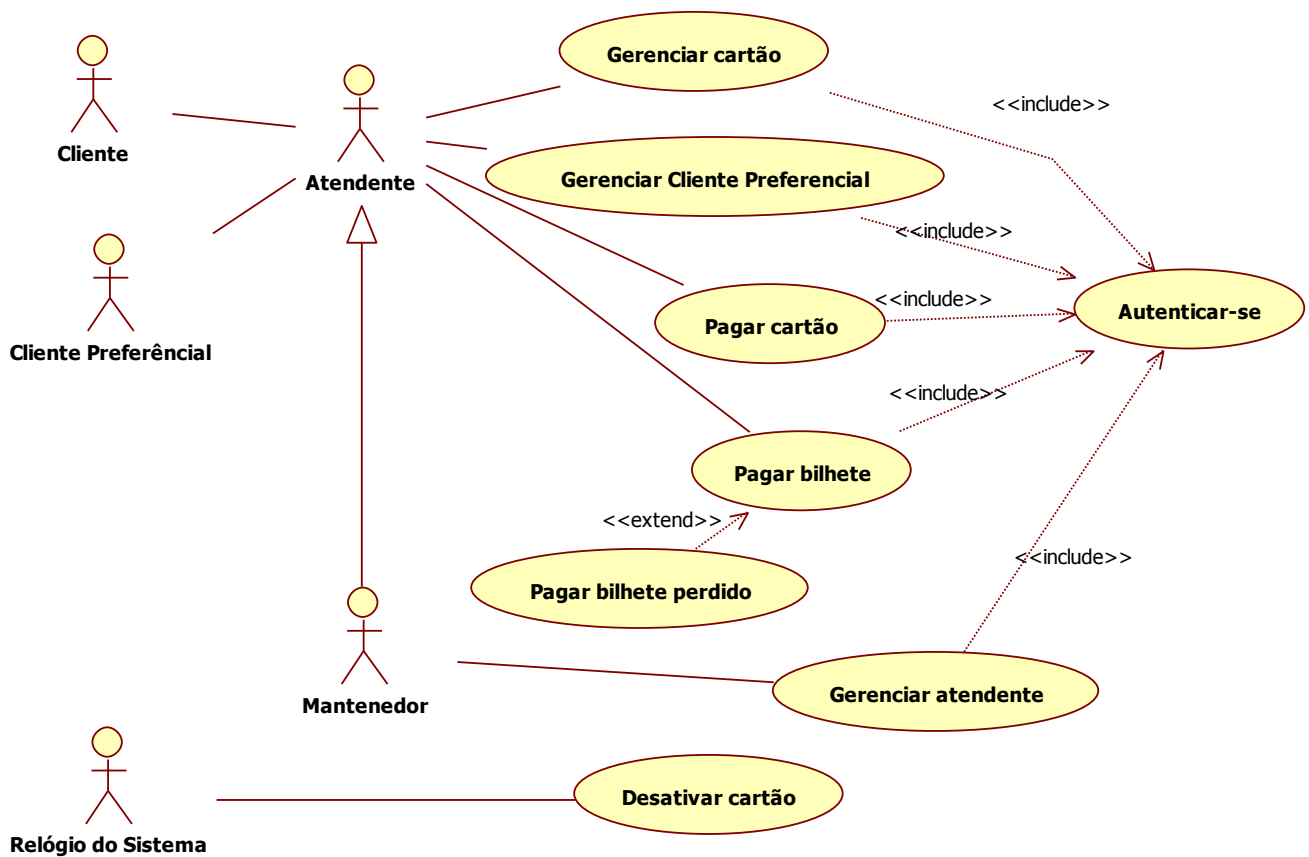 Gerenciar cartão
<<include>>
Cliente
Atendente
Gerenciar Cliente Preferencial
<<include>>
Cliente Preferêncial
<<include>>
Pagar cartão
Autenticar-se
<<include>>
Pagar bilhete
<<extend>>
<<include>>
Pagar bilhete perdido
Mantenedor
Gerenciar atendente
Desativar cartão
Relógio do Sistema